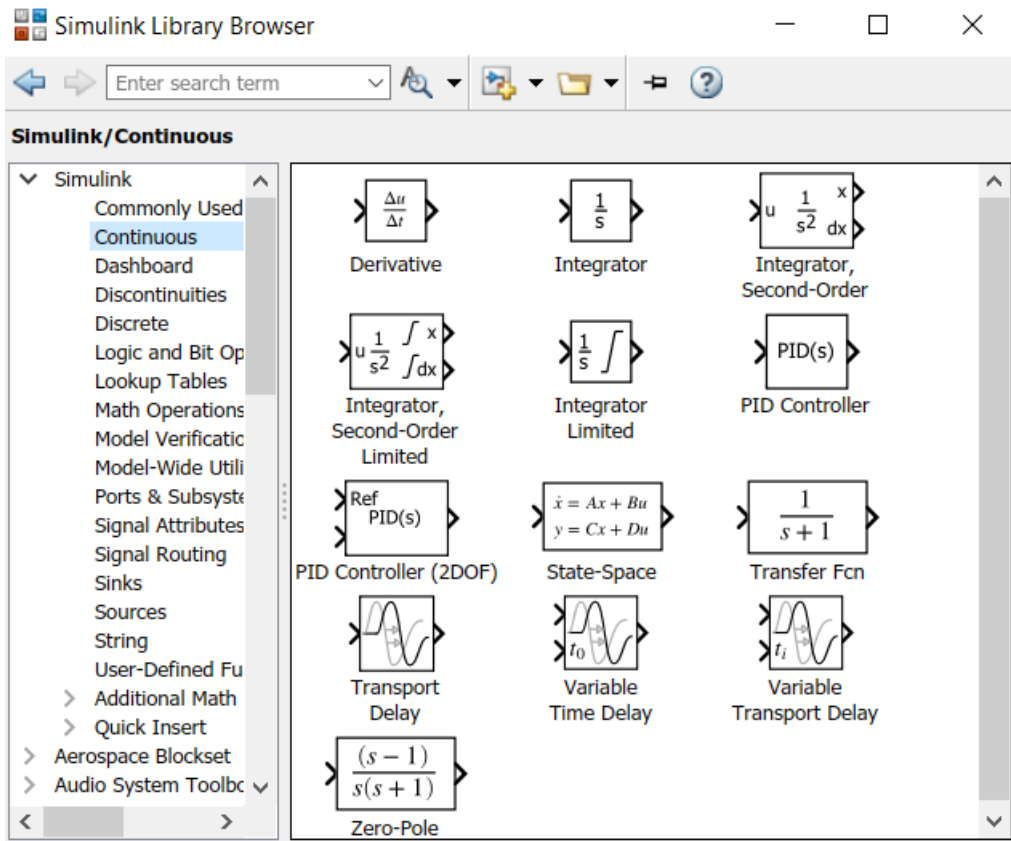 Simulink Library Browser
Enter search term
Simulink/Continuous
Simulink
Commonly Used
Continuous
Dashboard
Discontinuities
Discrete
Logic and Bit Op
Lookup Tables
Math Operations
Model Verificatio
Model-Wide Utili
Ports & Subsyste
Signal Attributes
Signal Routing
Sinks
Sources
String
User-Defined Fu
Additional Math
Quick Insert
Aerospace Blockset
Audio System Toolbo
Δu
Δt
Derivative
1
s
Integrator
u 1 x
s² dx
Integrator,
Second-Order
u 1 ∫ x
s² ∫dx
Integrator,
Second-Order
Limited
1 ∫
s
Integrator
Limited
PID(s)
PID Controller
Ref
PID(s)
PID Controller (2DOF)
ẋ = Ax + Bu
y = Cx + Du
State-Space
1
s + 1
Transfer Fcn
Transport
Delay
t₀
Variable
Time Delay
tᵢ
Variable
Transport Delay
(s − 1)
s(s + 1)
Zero-Pole